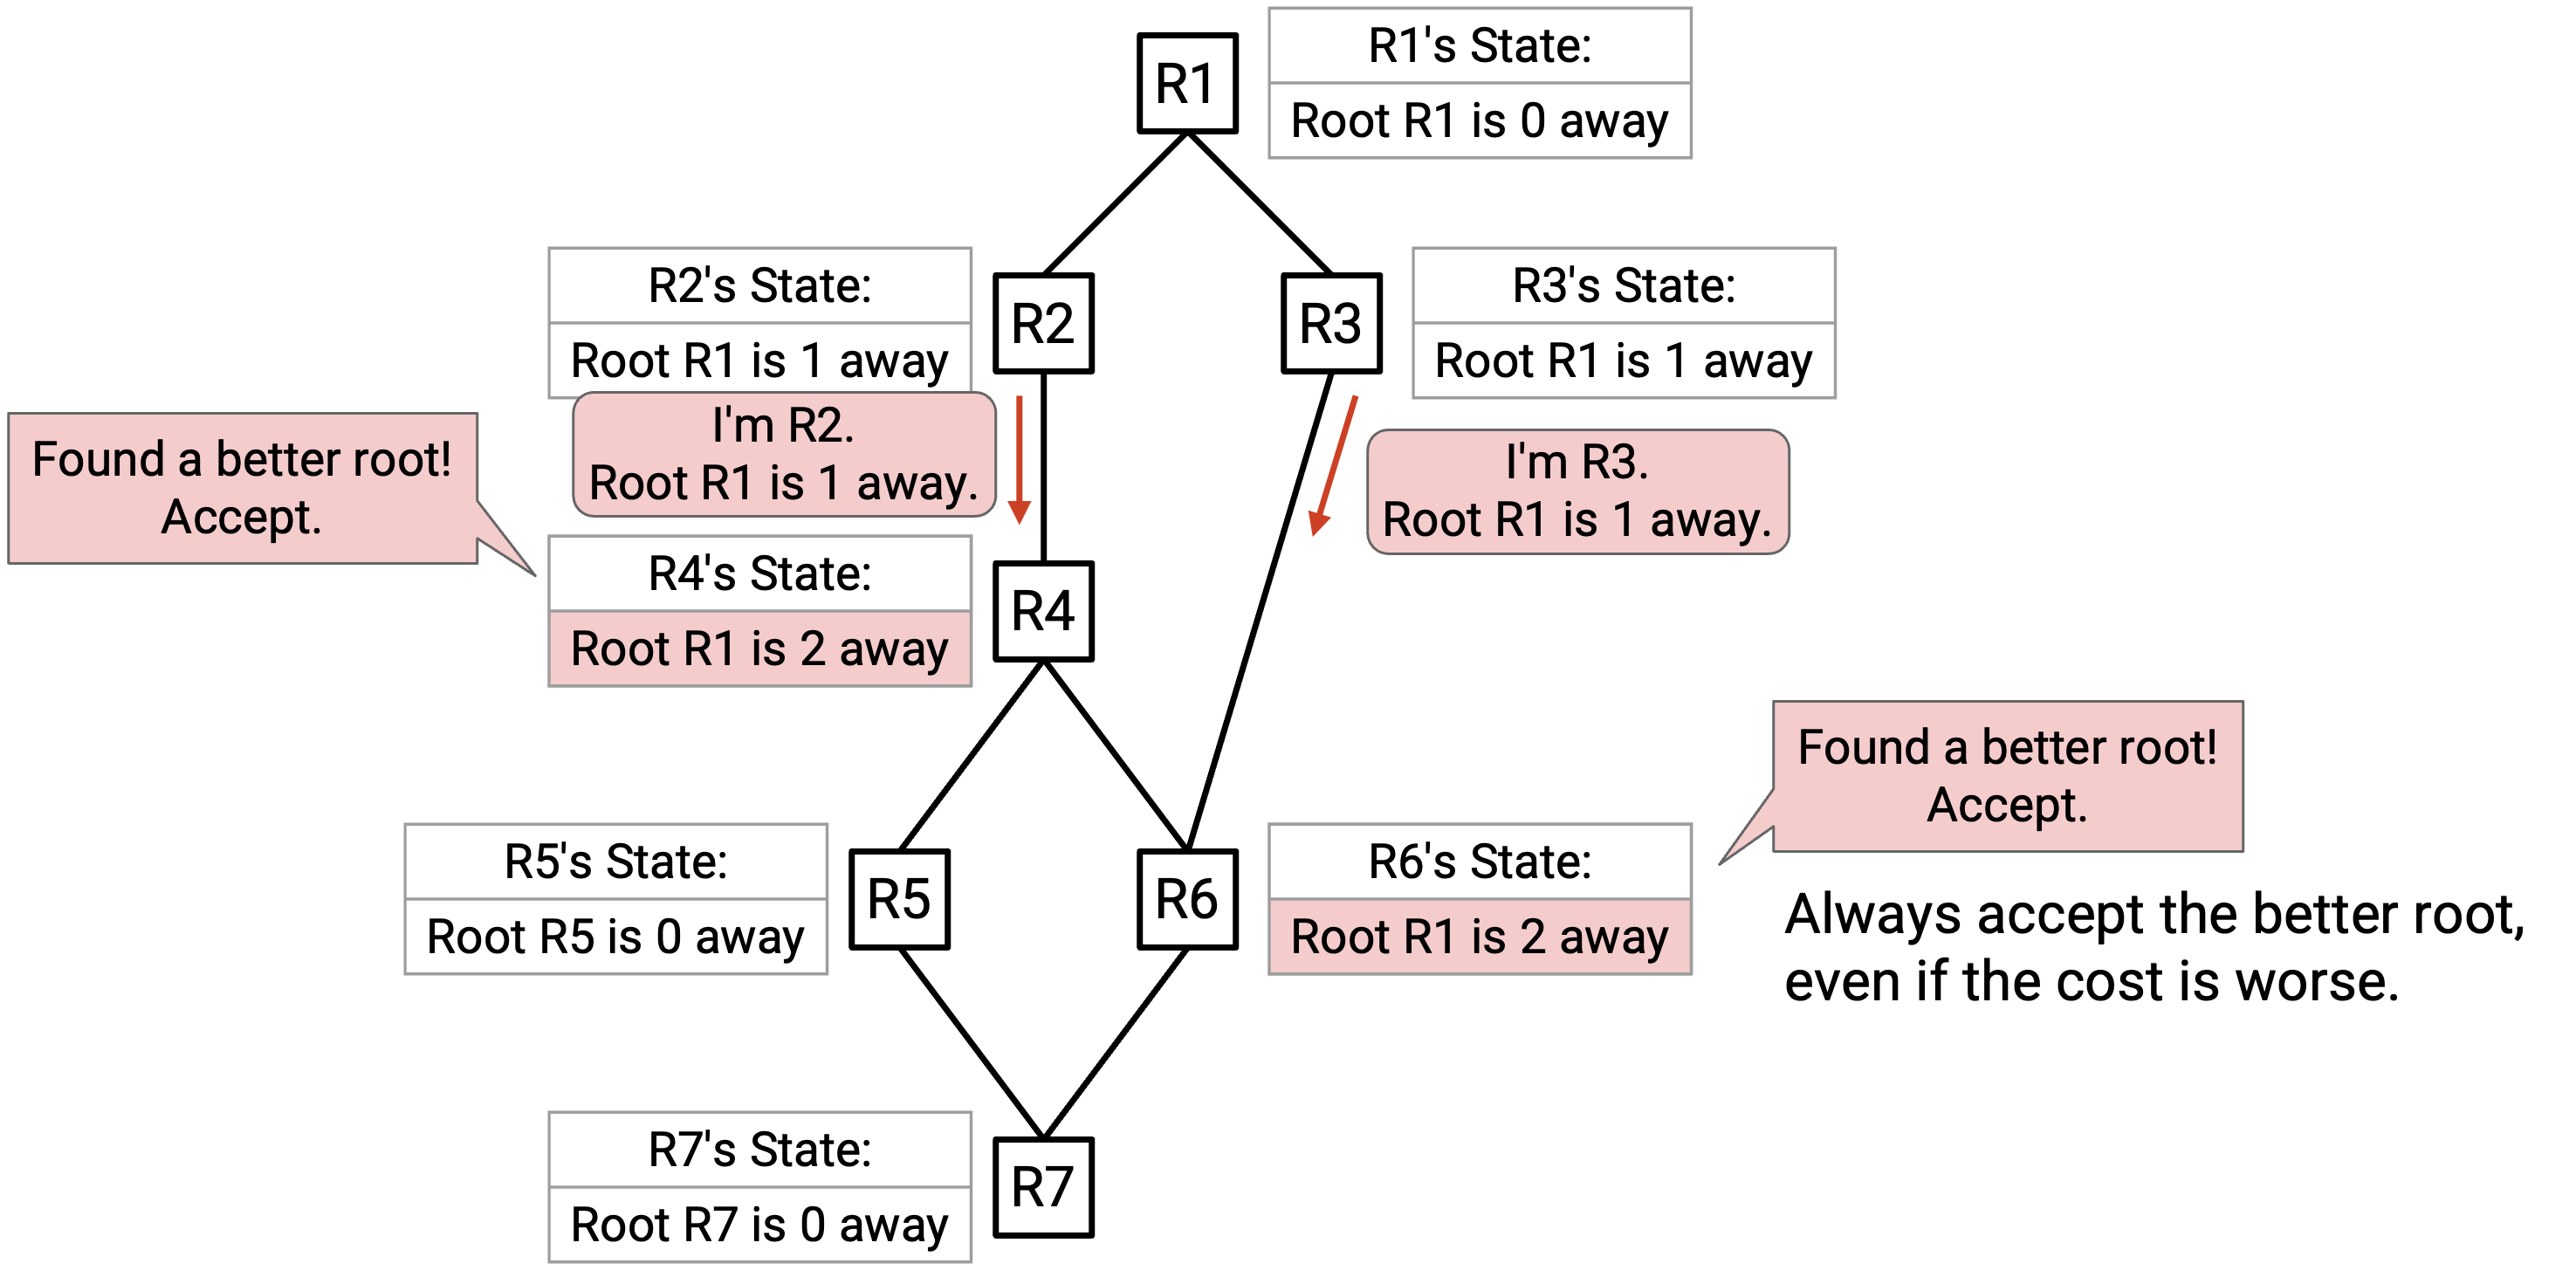 R1
R1's State:
Root R1 is 0 away
R2's State:
Root R1 is 1 away
R2
R3
R3's State:
Root R1 is 1 away
I'm R2.
Root R1 is 1 away.
I'm R3.
Root R1 is 1 away.
Found a better root!
Accept.
R4's State:
Root R1 is 2 away
R4
Found a better root!
Accept.
R5's State:
Root R5 is 0 away
R5
R6
R6's State:
Root R1 is 2 away
Always accept the better root,
even if the cost is worse.
R7's State:
Root R7 is 0 away
R7